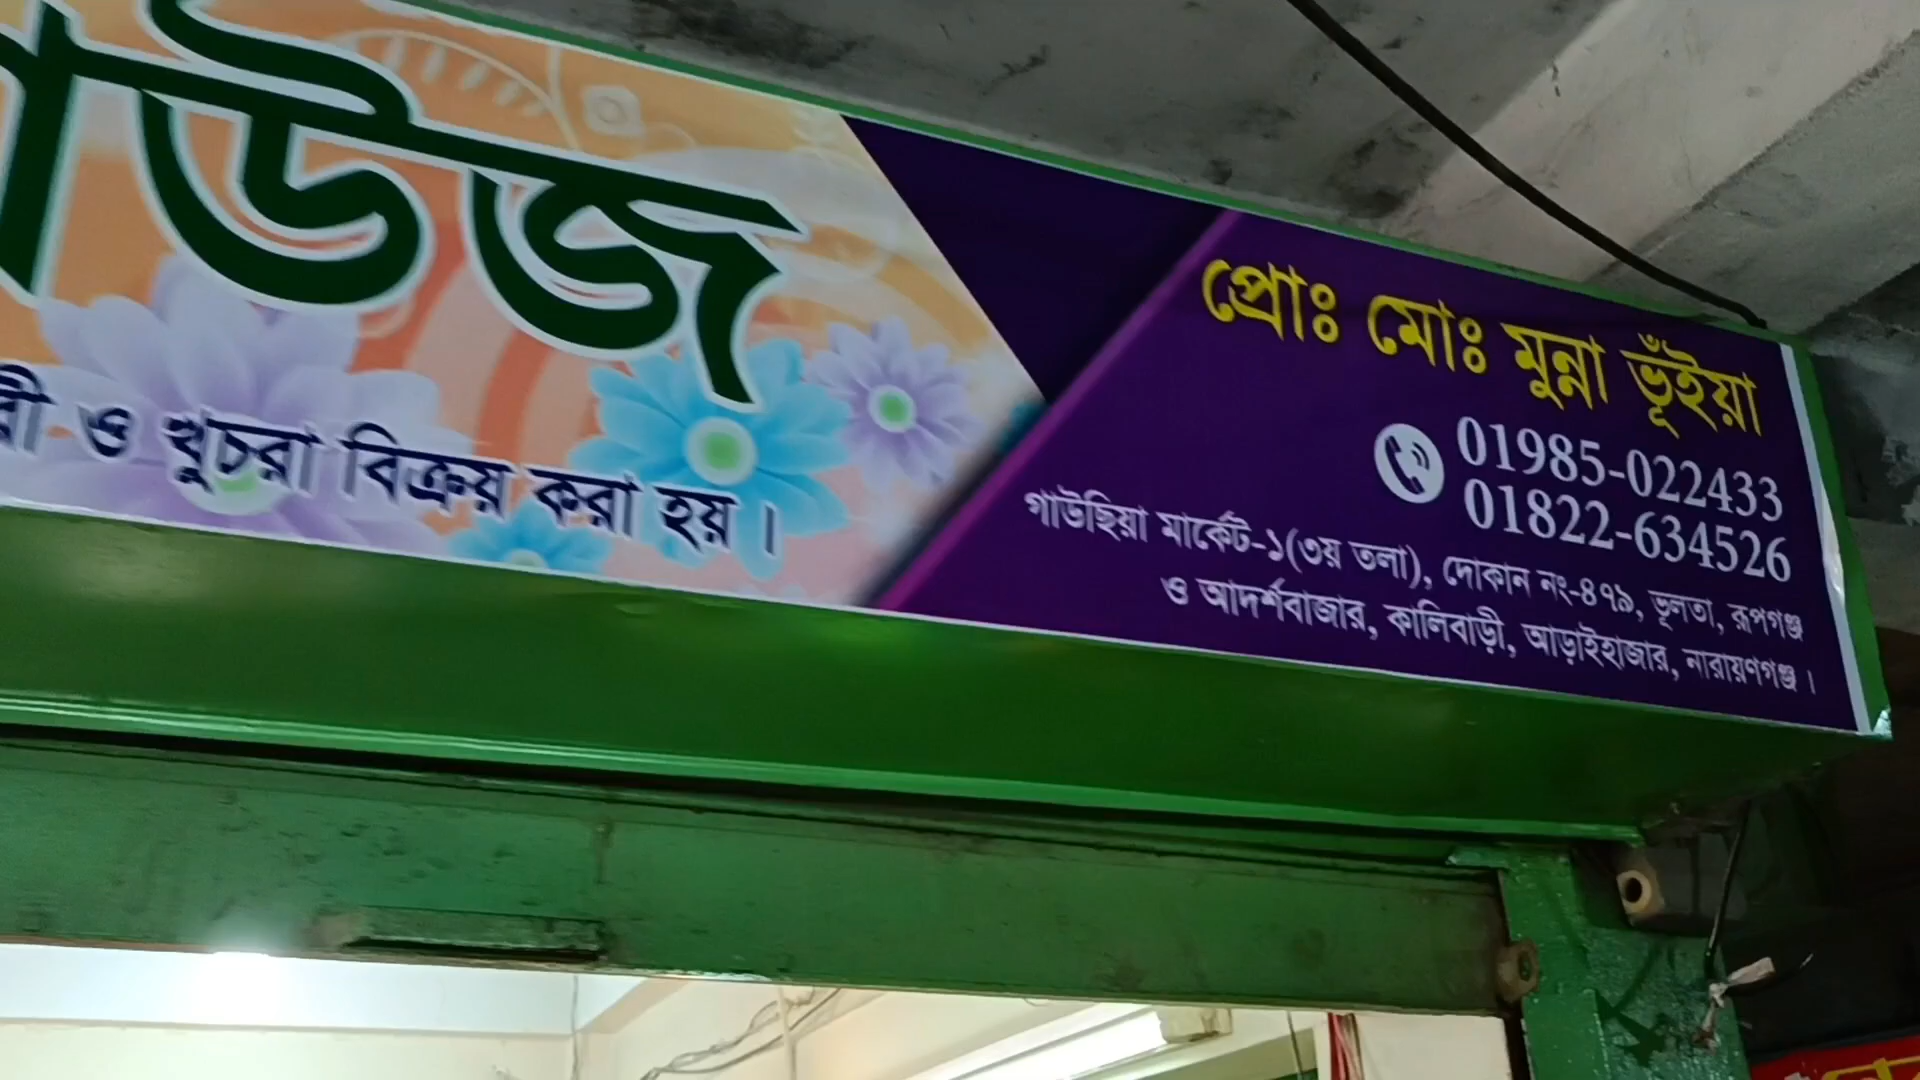 াউজ
রী ও খুচরা বিক্রয় করা হয় ।
প্রোঃ মোঃ মুন্না ভূঁইয়া
01985-022433
01822-634526
গাউছিয়া মার্কেট-১(৩য় তলা), দোকান নং-৪৭৯, ভূলতা, রূপগঞ্জ
ও আদর্শবাজার, কালিবাড়ী, আড়াইহাজার, নারায়ণগঞ্জ ।